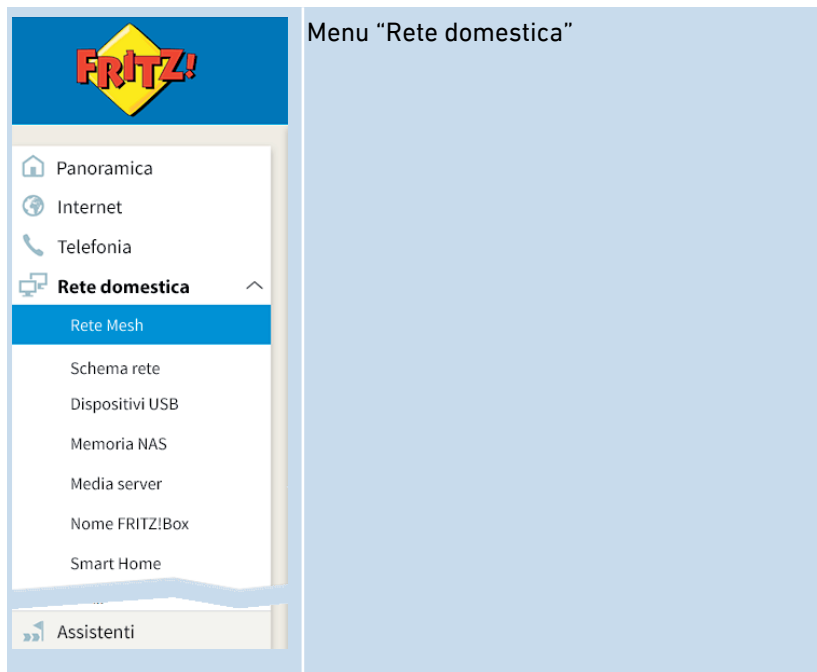 FRITZ!
Menu “Rete domestica”
Panoramica
Internet
Telefonia
Rete domestica
Rete Mesh
Schema rete
Dispositivi USB
Memoria NAS
Media server
Nome FRITZ!Box
Smart Home
Assistenti